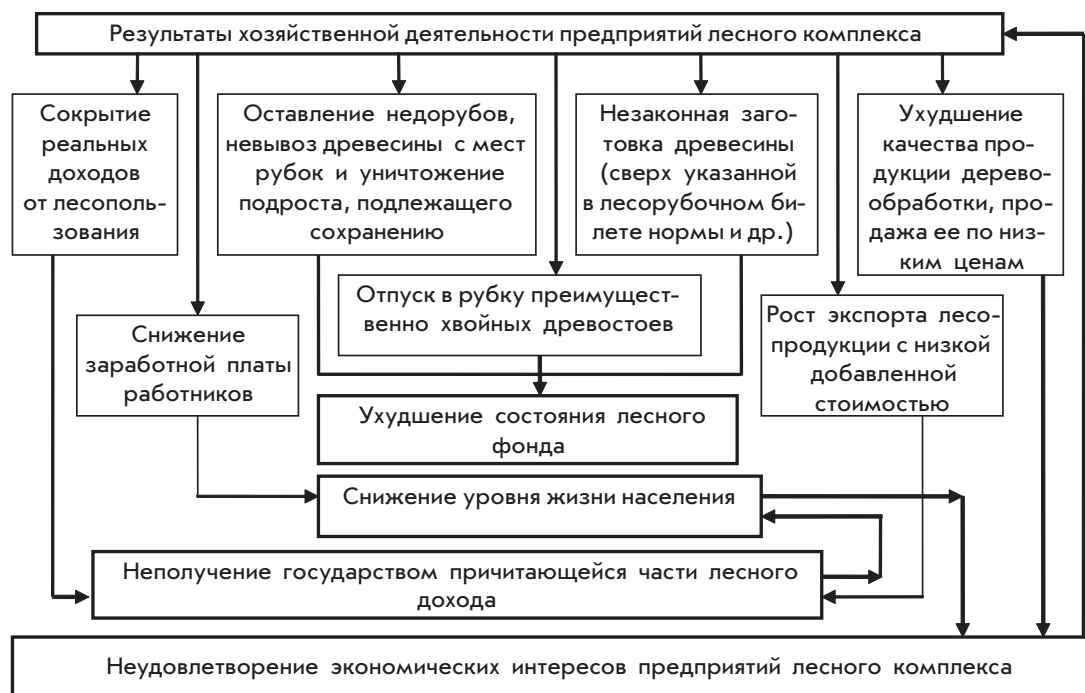 Результаты хозяйственной деятельности предприятий лесного комплекса
Сокрытие
реальных
доходов
от лесополь-
зования
Оставление недорубов,
невывоз древесины с мест
рубок и уничтожение
подроста, подлежащего
сохранению
Незаконная заго-
товка древесины
(сверх указанной
в лесорубочном би-
лете нормы и др.)
Ухудшение
качества про-
дукции дерево-
обработки, про-
дажа ее по низ-
ким ценам
Снижение
заработной платы
работников
Отпуск в рубку преимущест-
венно хвойных древостоев
Рост экспорта лесо-
продукции с низкой
добавленной
стоимостью
Ухудшение состояния лесного
фонда
Снижение уровня жизни населения
Неполучение государством причитающейся части лесного
дохода
Неудовлетворение экономических интересов предприятий лесного комплекса